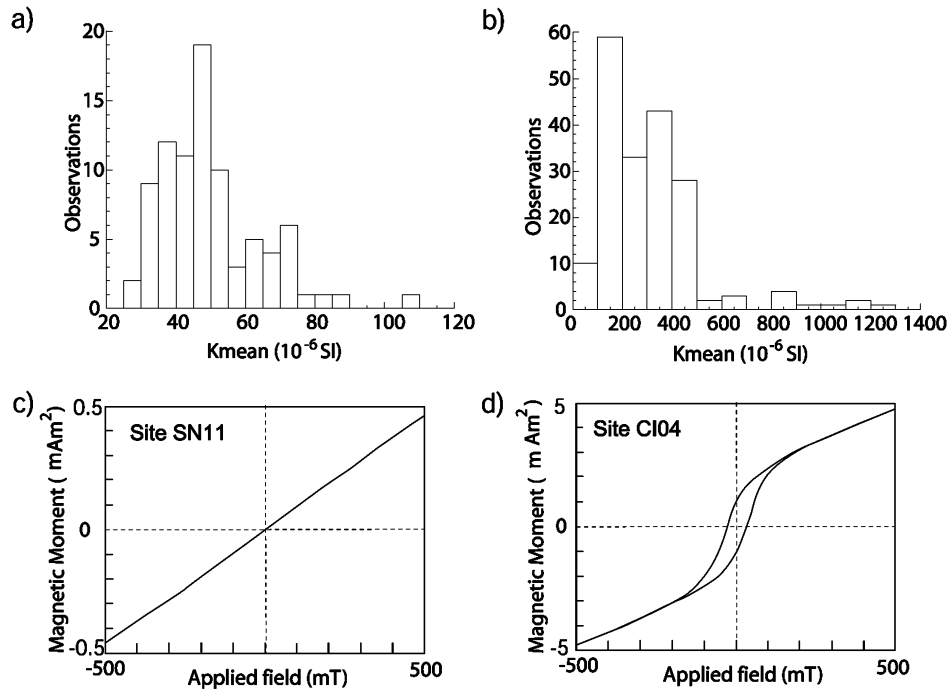 a)
20
15
10
5
0
Observations
20 40 60 80 100 120
Kmean (10⁻⁶ SI)
b)
60
50
40
30
20
10
0
Observations
0 200 400 600 800 1000 1200 1400
Kmean (10⁻⁶ SI)
c)
0.5
0
-0.5
Magnetic Moment ( mAm²)
Site SN11
-500 500
Applied field (mT)
d)
5
0
-5
Magnetic Moment ( m Am²)
Site CI04
-500 500
Applied field (mT)